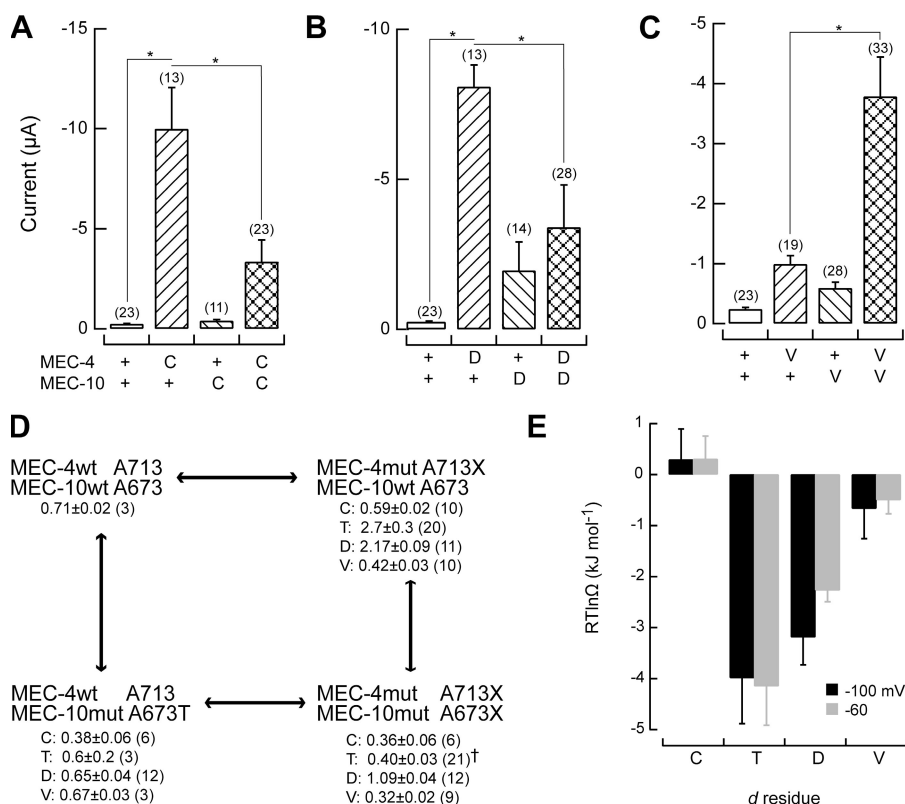 A
-15
-10
-5
0
Current (µA)
*
*
(23)
(13)
(11)
(23)
MEC-4 + C + C
MEC-10 + + C C
B
-10
-5
0
*
*
(23)
(13)
(14)
(28)
+ D + D
+ + D D
C
-5
-4
-3
-2
-1
0
*
(23)
(19)
(28)
(33)
+ V + V
+ + V V
D
MEC-4wt A713
MEC-10wt A673
0.71±0.02 (3)
MEC-4mut A713X
MEC-10wt A673
C: 0.59±0.02 (10)
T: 2.7±0.3 (20)
D: 2.17±0.09 (11)
V: 0.42±0.03 (10)
MEC-4wt A713
MEC-10mut A673T
C: 0.38±0.06 (6)
T: 0.6±0.2 (3)
D: 0.65±0.04 (12)
V: 0.67±0.03 (3)
MEC-4mut A713X
MEC-10mut A673X
C: 0.36±0.06 (6)
T: 0.40±0.03 (21)†
D: 1.09±0.04 (12)
V: 0.32±0.02 (9)
E
1
0
-1
-2
-3
-4
-5
RTlnΩ (kJ mol⁻¹)
-100 mV
-60
C T D V
d residue